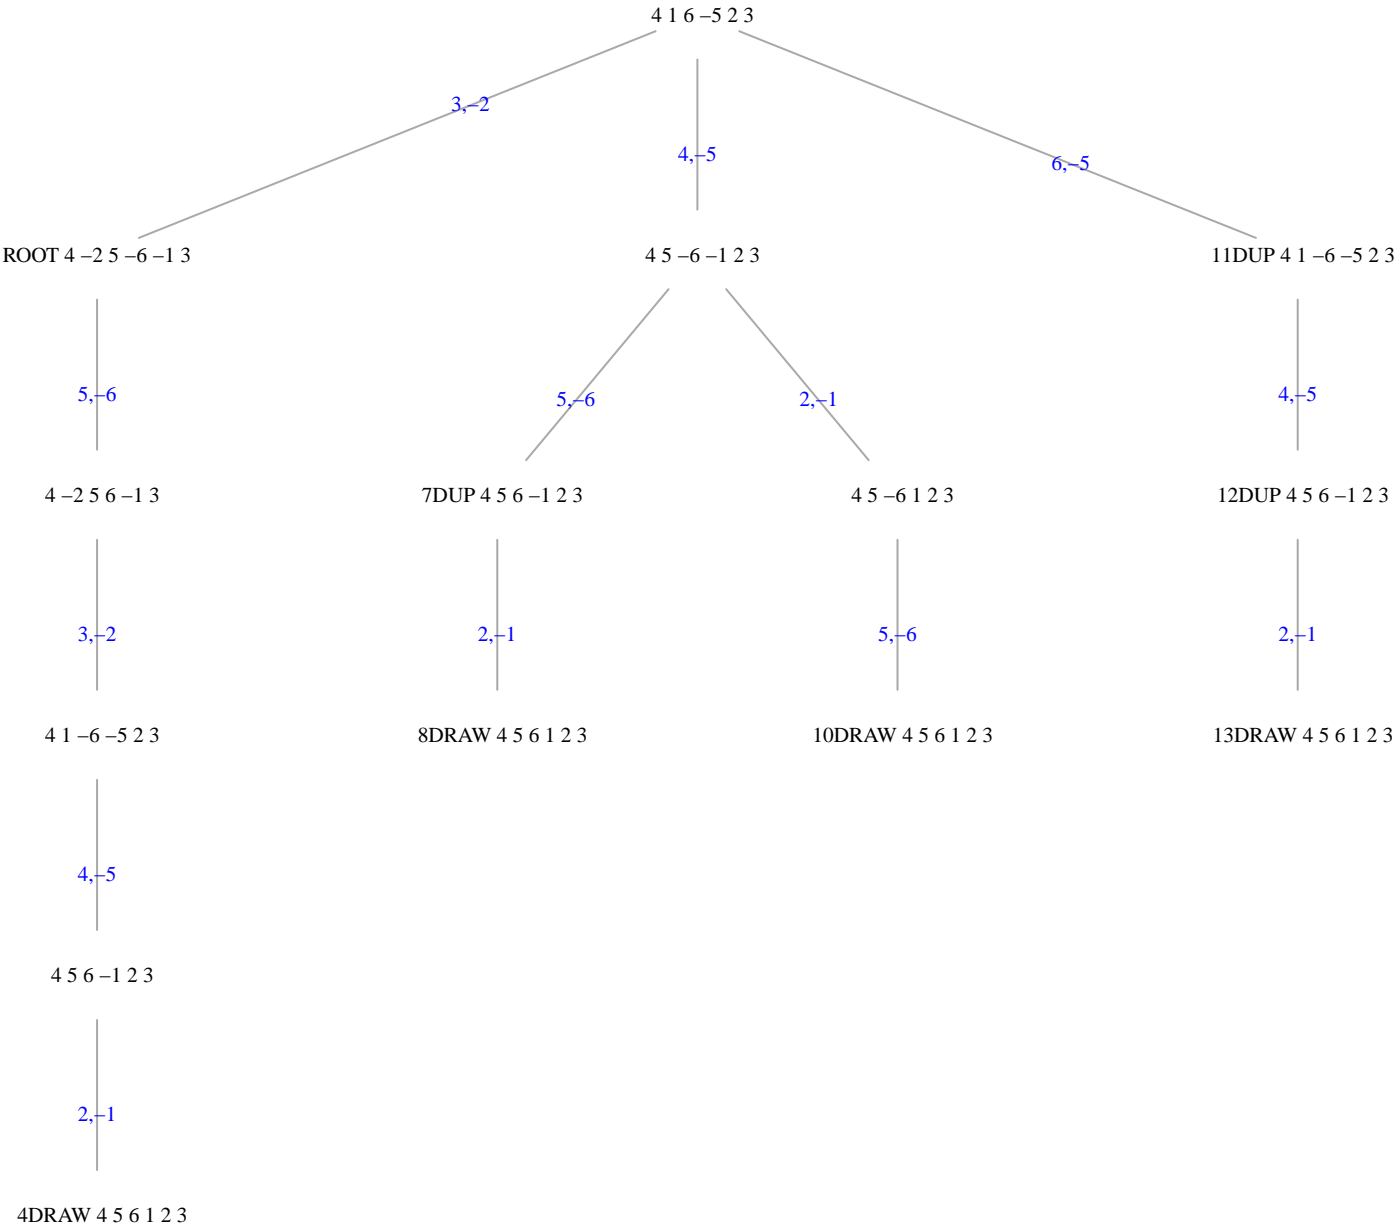 4 1 6 –5 2 3
3,–2
4,–5
6,–5
ROOT 4 –2 5 –6 –1 3
4 5 –6 –1 2 3
11DUP 4 1 –6 –5 2 3
5,–6
5,–6
2,–1
4,–5
4 –2 5 6 –1 3
7DUP 4 5 6 –1 2 3
4 5 –6 1 2 3
12DUP 4 5 6 –1 2 3
3,–2
2,–1
5,–6
2,–1
4 1 –6 –5 2 3
8DRAW 4 5 6 1 2 3
10DRAW 4 5 6 1 2 3
13DRAW 4 5 6 1 2 3
4,–5
4 5 6 –1 2 3
2,–1
4DRAW 4 5 6 1 2 3